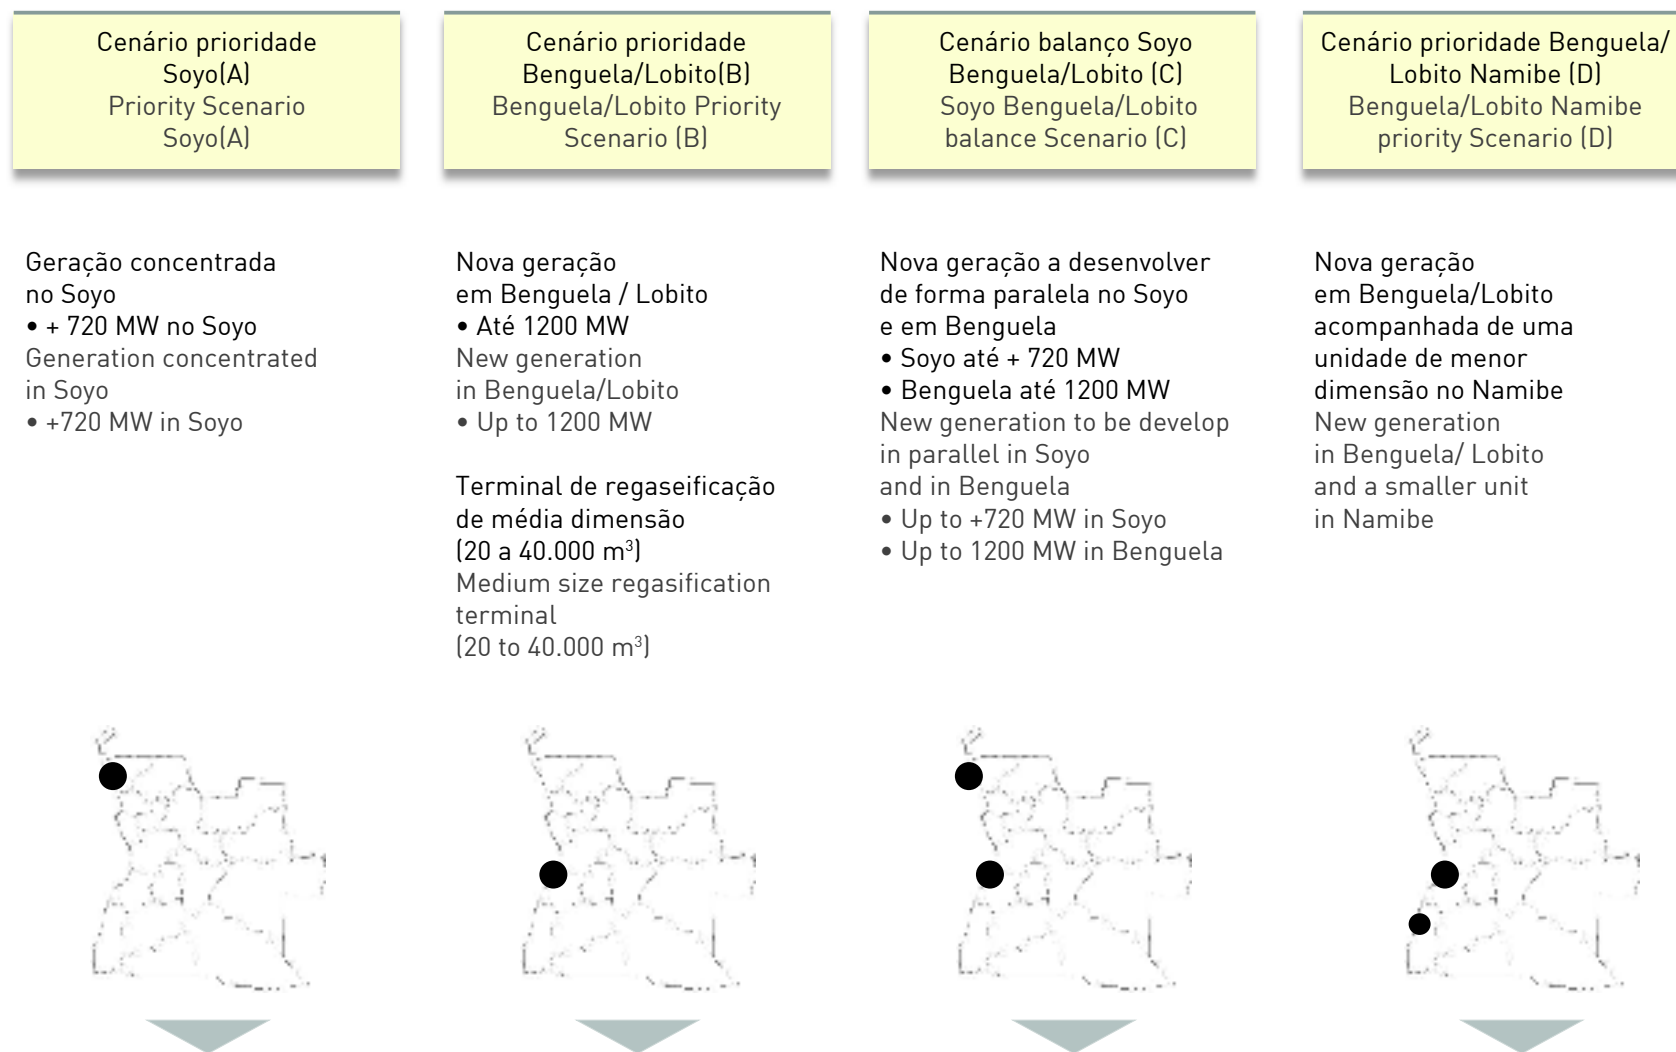 Cenário prioridade
Soyo(A)
Priority Scenario
Soyo(A)
Cenário prioridade
Benguela/Lobito(B)
Benguela/Lobito Priority
Scenario (B)
Cenário balanço Soyo
Benguela/Lobito (C)
Soyo Benguela/Lobito
balance Scenario (C)
Cenário prioridade Benguela/
Lobito Namibe (D)
Benguela/Lobito Namibe
priority Scenario (D)
Geração concentrada
no Soyo
• + 720 MW no Soyo
Generation concentrated
in Soyo
• +720 MW in Soyo
Nova geração
em Benguela / Lobito
• Até 1200 MW
New generation
in Benguela/Lobito
• Up to 1200 MW
Terminal de regaseificação
de média dimensão
(20 a 40.000 m³)
Medium size regasification
terminal
(20 to 40.000 m³)
Nova geração a desenvolver
de forma paralela no Soyo
e em Benguela
• Soyo até + 720 MW
• Benguela até 1200 MW
New generation to be develop
in parallel in Soyo
and in Benguela
• Up to +720 MW in Soyo
• Up to 1200 MW in Benguela
Nova geração
em Benguela/Lobito
acompanhada de uma
unidade de menor
dimensão no Namibe
New generation
in Benguela/ Lobito
and a smaller unit
in Namibe